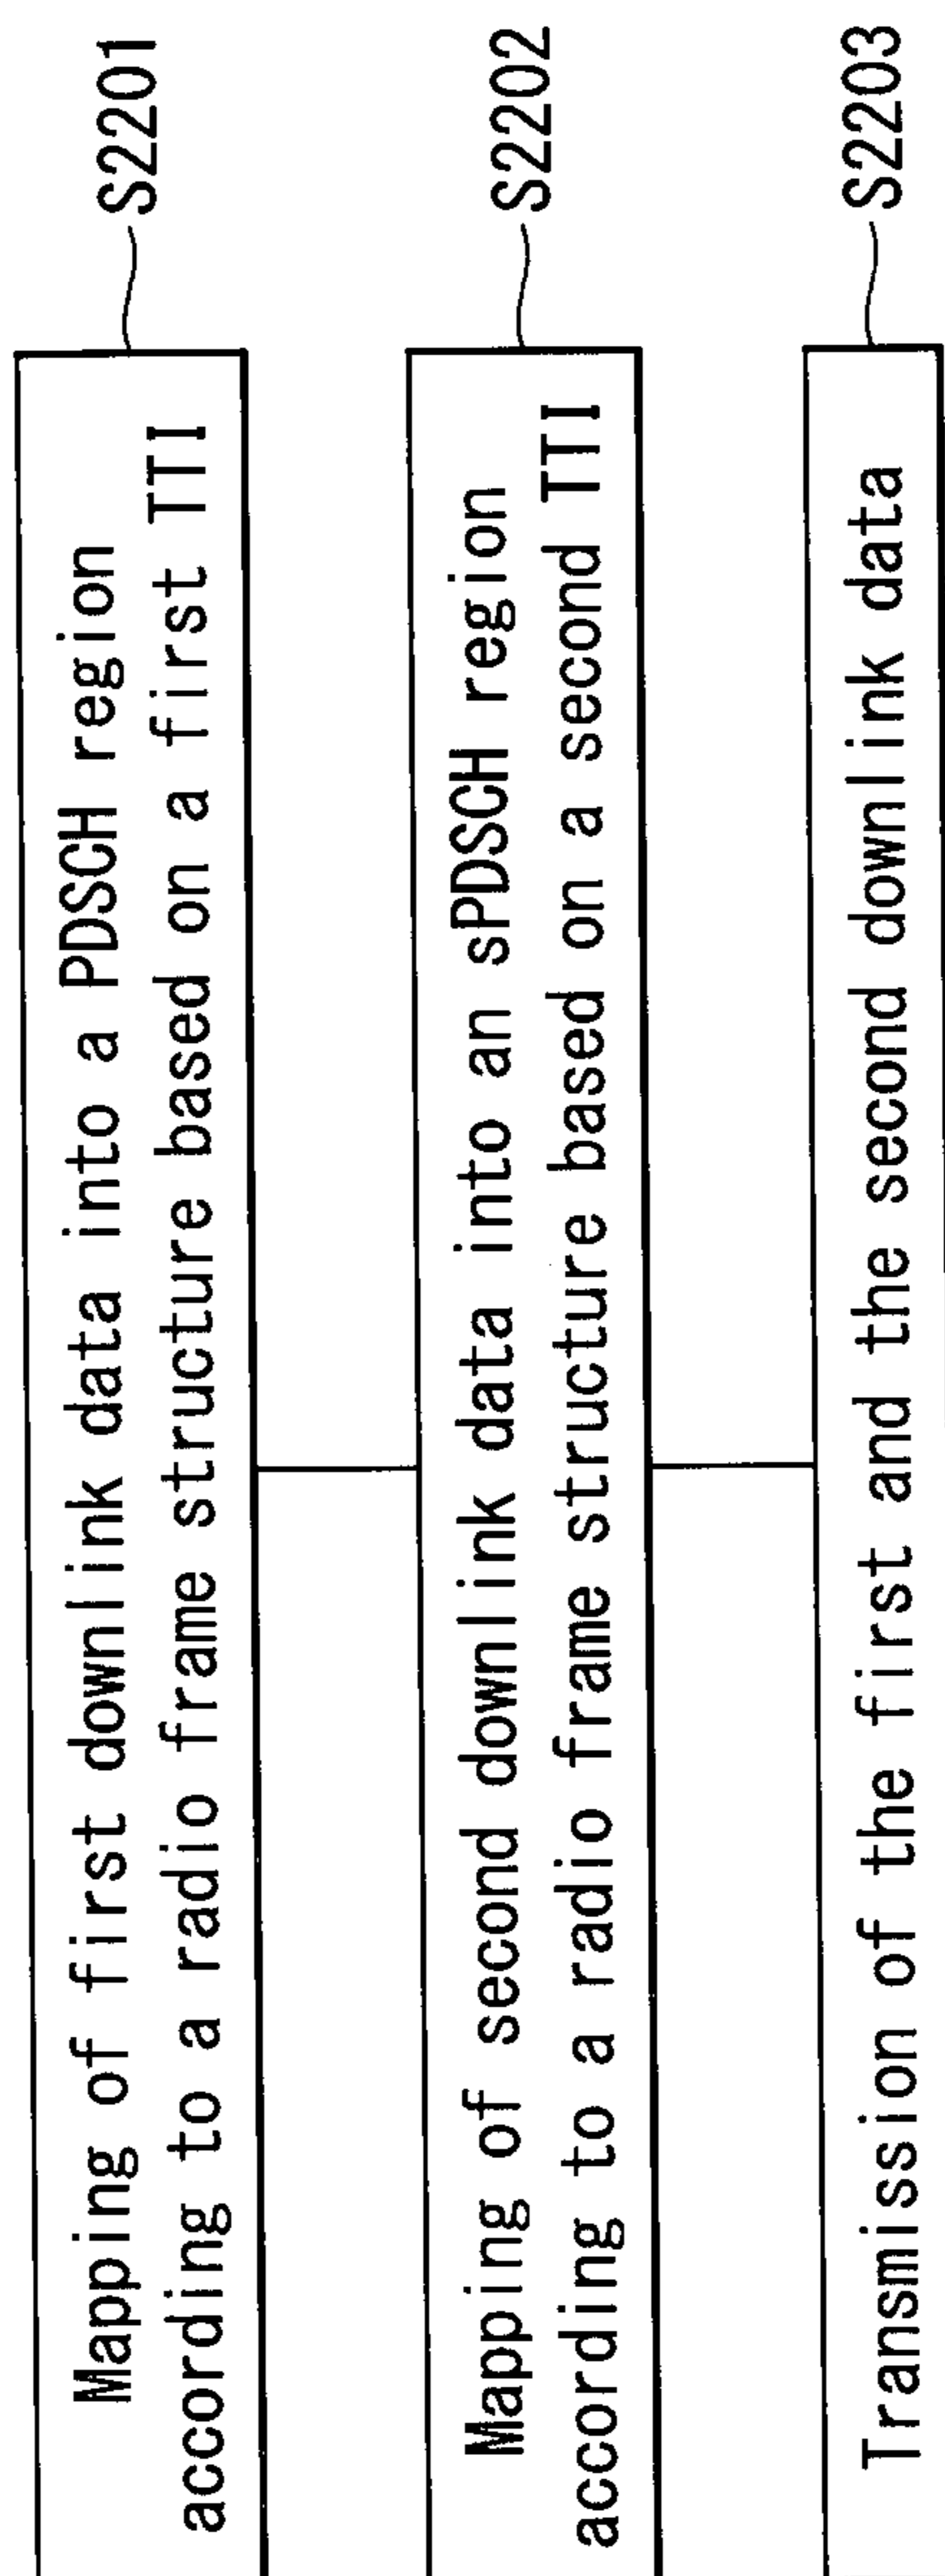 Mapping of first downlink data into a PDSCH region
according to a radio frame structure based on a first TTI
S2201
Mapping of second downlink data into an sPDSCH region
according to a radio frame structure based on a second TTI
S2202
Transmission of the first and the second downlink data
S2203